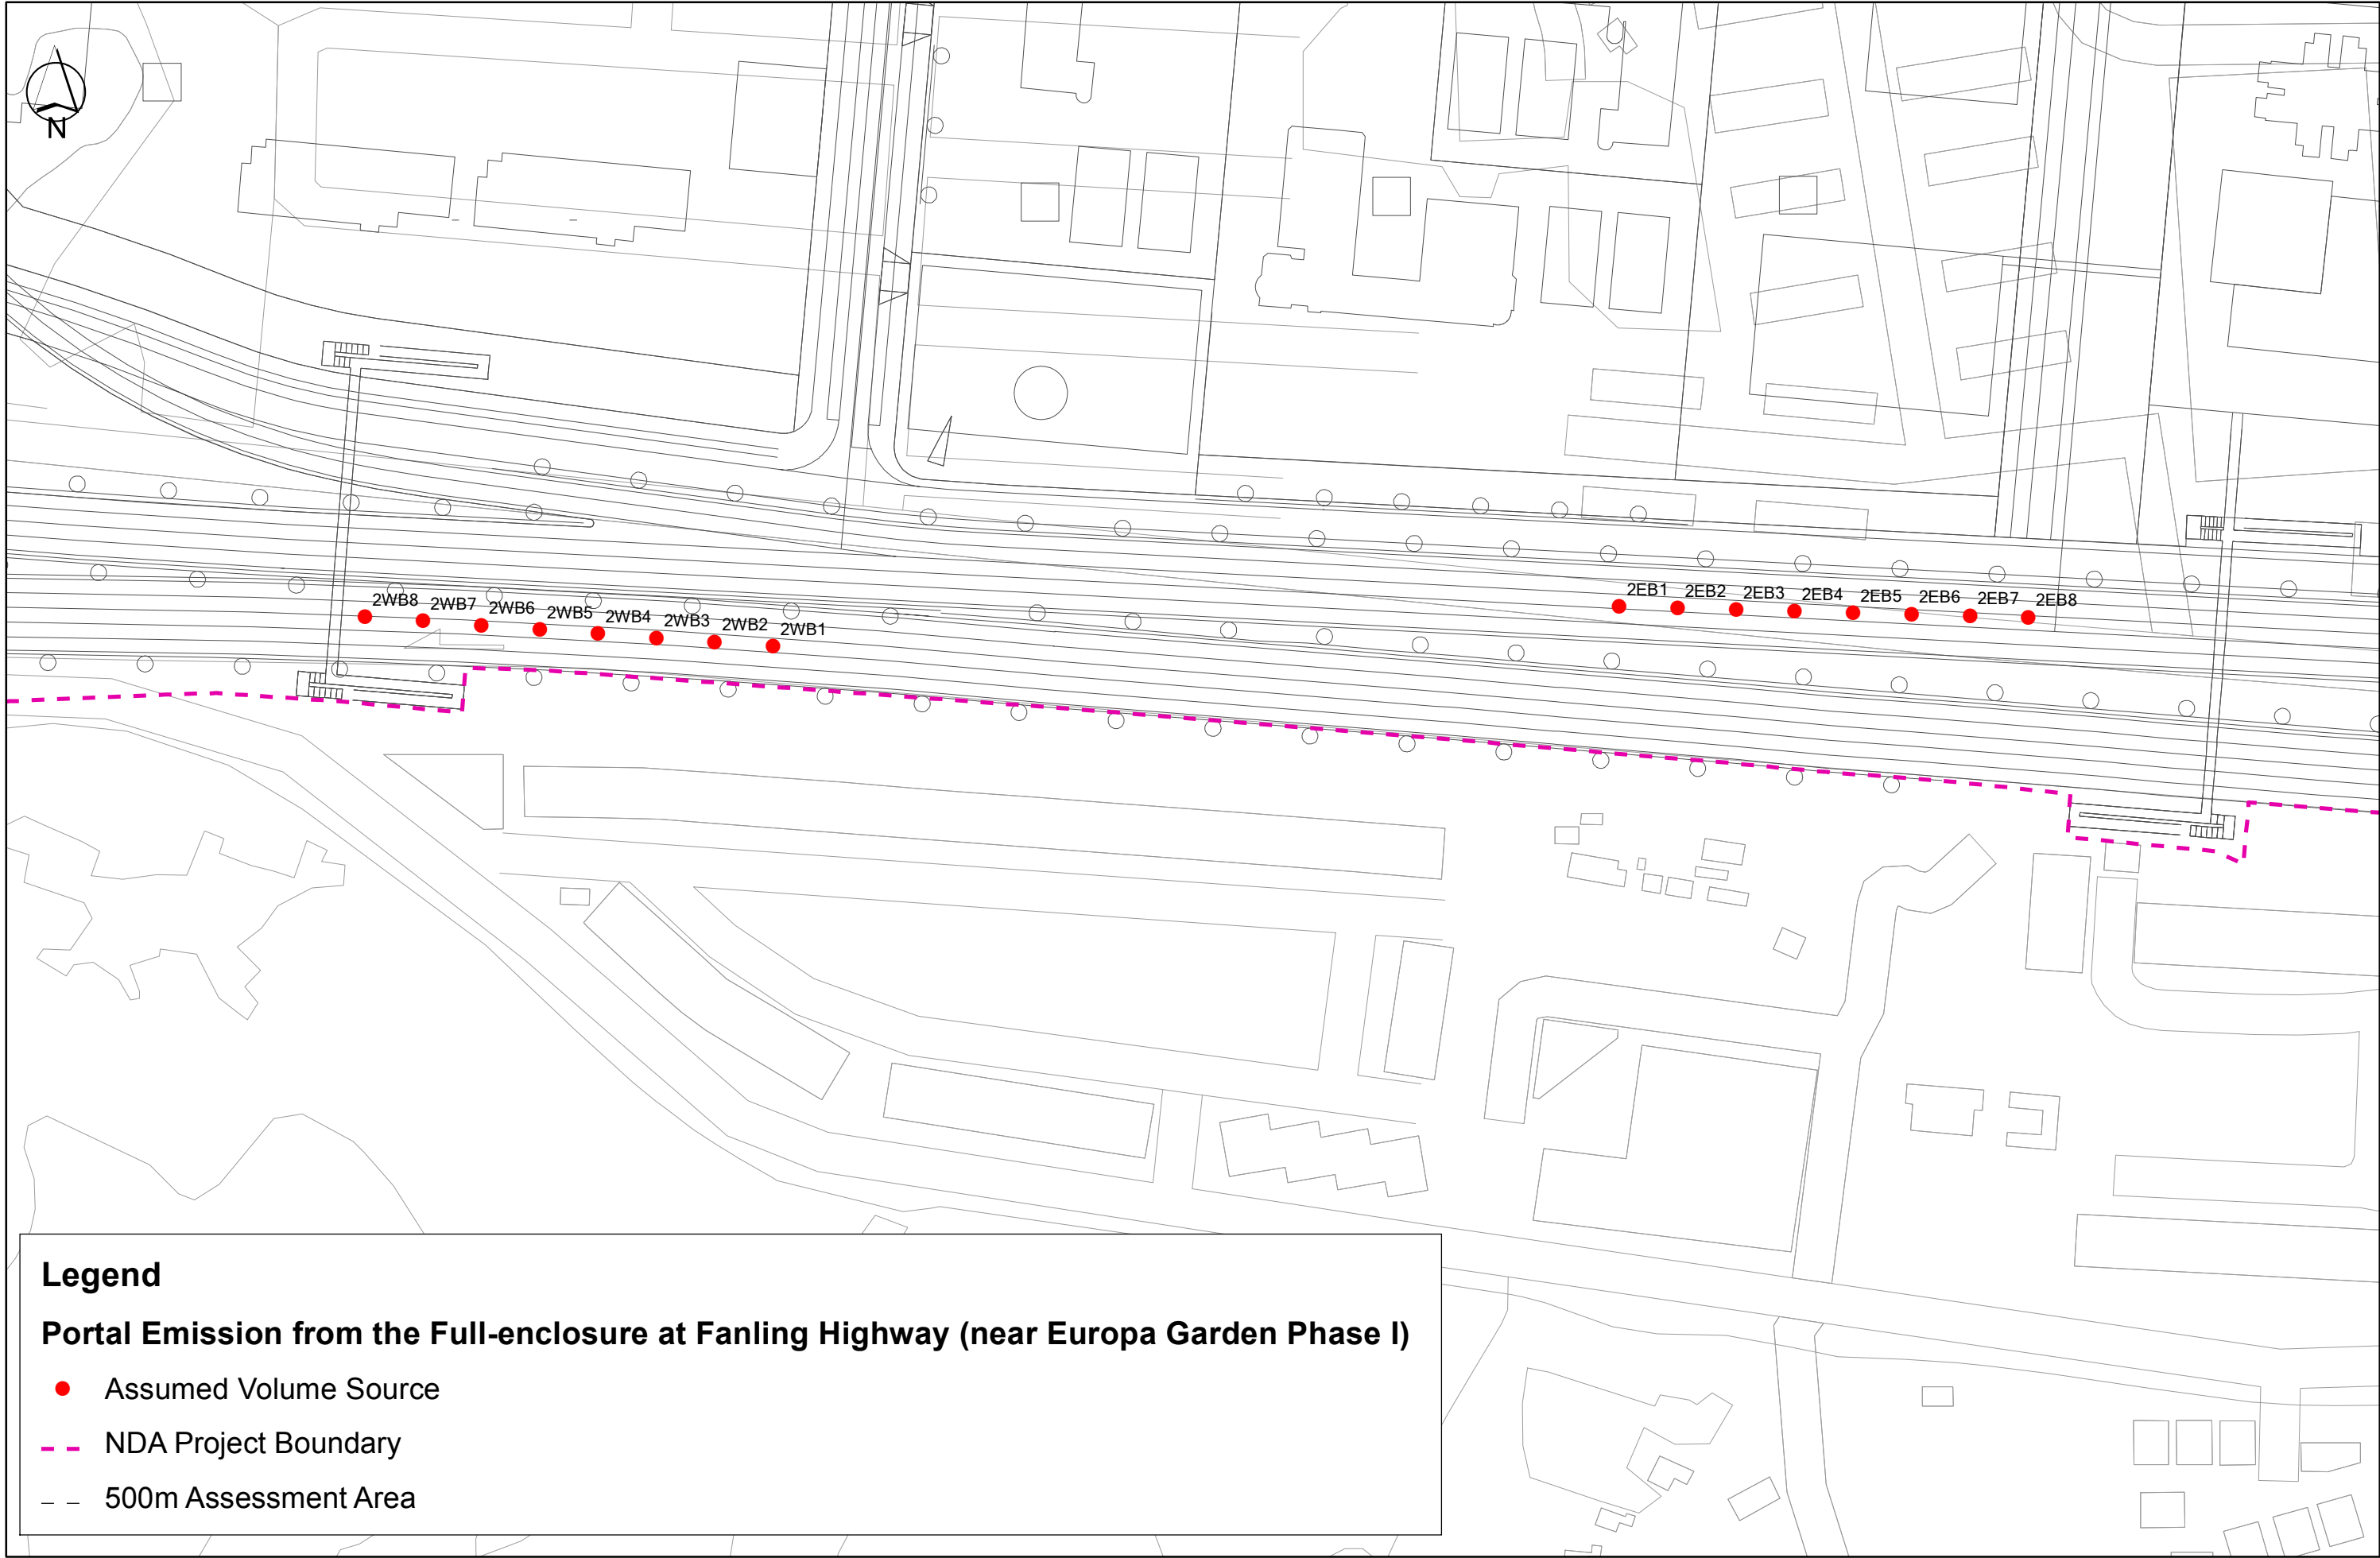 N
2EB1
2EB2
2EB3
2EB4
2EB5
2EB6
2EB7
2EB8
2WB8
2WB7
2WB6
2WB5
2WB4
2WB3
2WB2
2WB1
Legend
Portal Emission from the Full-enclosure at Fanling Highway (near Europa Garden Phase I)
Assumed Volume Source
NDA Project Boundary
500m Assessment Area